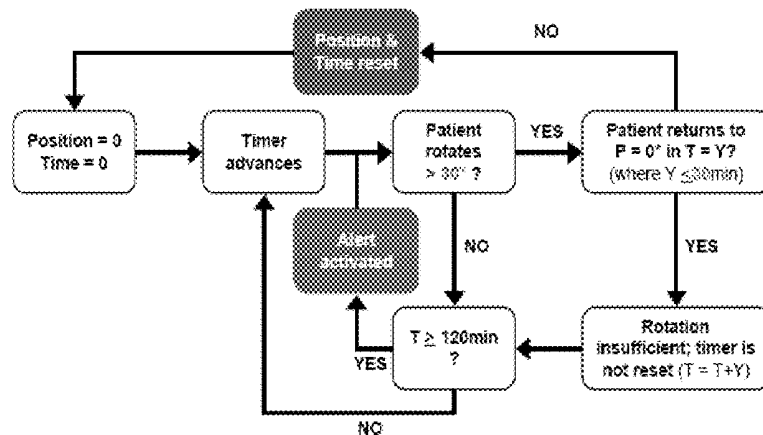 Position &
Time reset
NO
Position = 0
Time = 0
Timer
advances
Patient
rotates
> 30° ?
YES
Patient returns to
P = 0° in T = Y?
(where Y ≤30min)
Alert
activated
NO
YES
T ≥ 120min
?
YES
Rotation
insufficient; timer is
not reset (T = T+Y)
NO